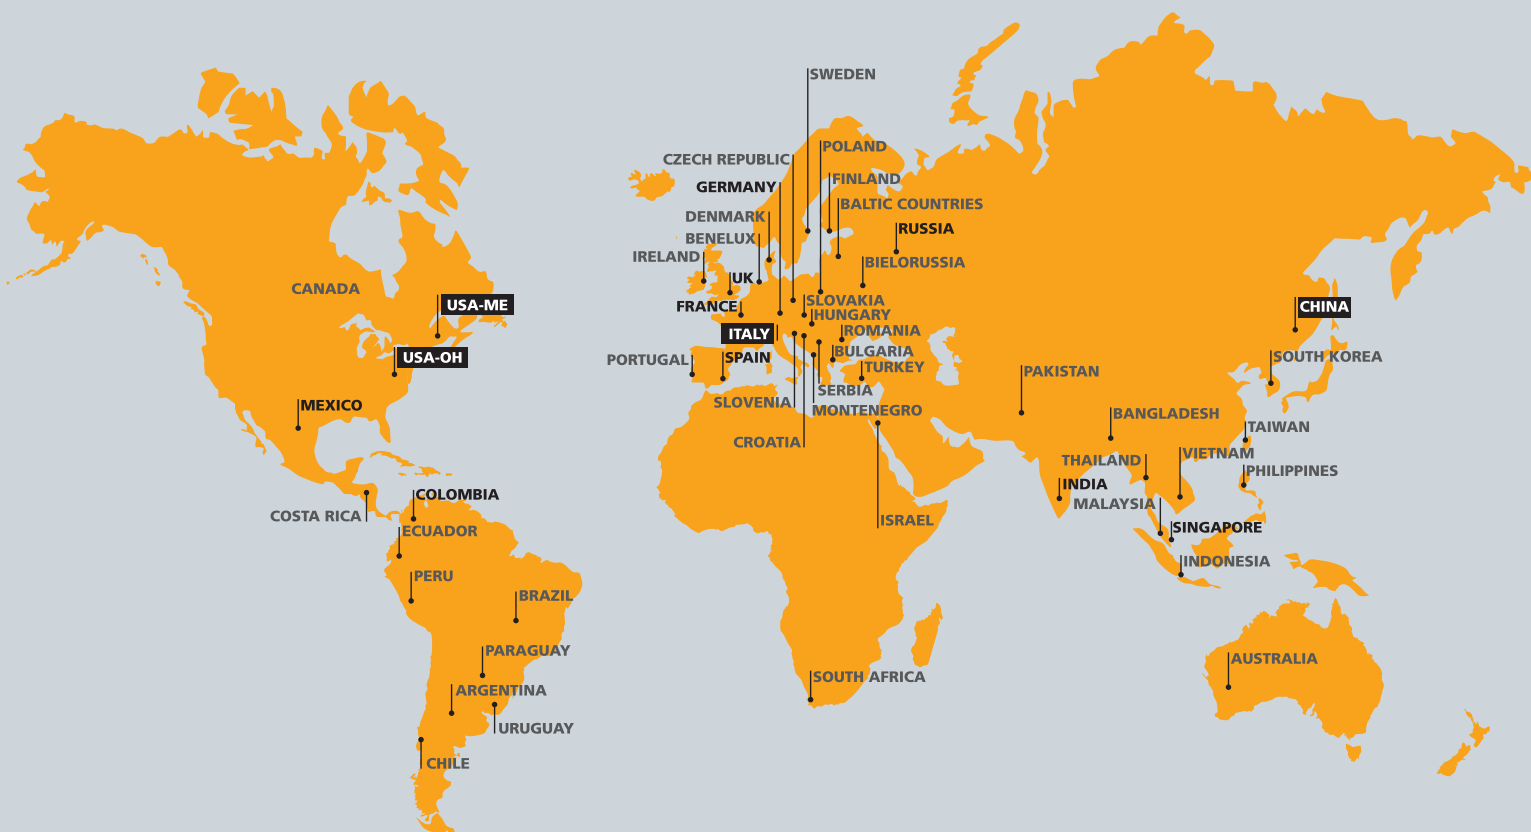 SWEDEN
POLAND
CZECH REPUBLIC
FINLAND
GERMANY
BALTIC COUNTRIES
DENMARK
RUSSIA
BENELUX
IRELAND
BIELORUSSIA
UK
CANADA
SLOVAKIA
USA-ME
FRANCE
CHINA
HUNGARY
ROMANIA
ITALY
BULGARIA
USA-OH
PORTUGAL
SPAIN
SOUTH KOREA
TURKEY
PAKISTAN
SERBIA
SLOVENIA
MEXICO
MONTENEGRO
BANGLADESH
TAIWAN
CROATIA
VIETNAM
THAILAND
PHILIPPINES
INDIA
COLOMBIA
MALAYSIA
COSTA RICA
ISRAEL
SINGAPORE
ECUADOR
INDONESIA
PERU
BRAZIL
PARAGUAY
AUSTRALIA
SOUTH AFRICA
ARGENTINA
URUGUAY
CHILE